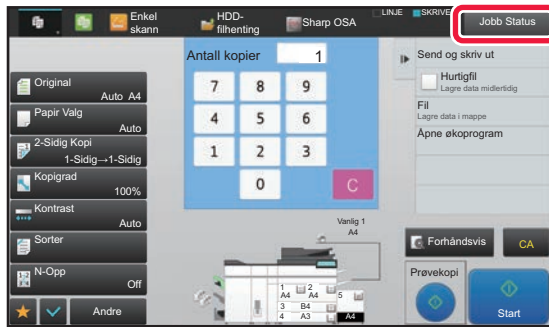 Enkel
skann
HDD-
filhenting
Sharp OSA
LINJE
SKRIVE
Jobb Status
Original
Auto A4
Papir Valg
Auto
2-Sidig Kopi
1-Sidig→1-Sidig
Kopigrad
100%
Kontrast
Auto
Sorter
N-Opp
Off
Andre
Antall kopier 1
7 8 9
4 5 6
1 2 3
0 C
Vanlig 1
A4
1 A4 2 A4 5
3 B4
4 A3 A4
Send og skriv ut
Hurtigfil
Lagre data midlertidig
Fil
Lagre data i mappe
Åpne økoprogram
Forhåndsvis
CA
Prøvekopi
Start